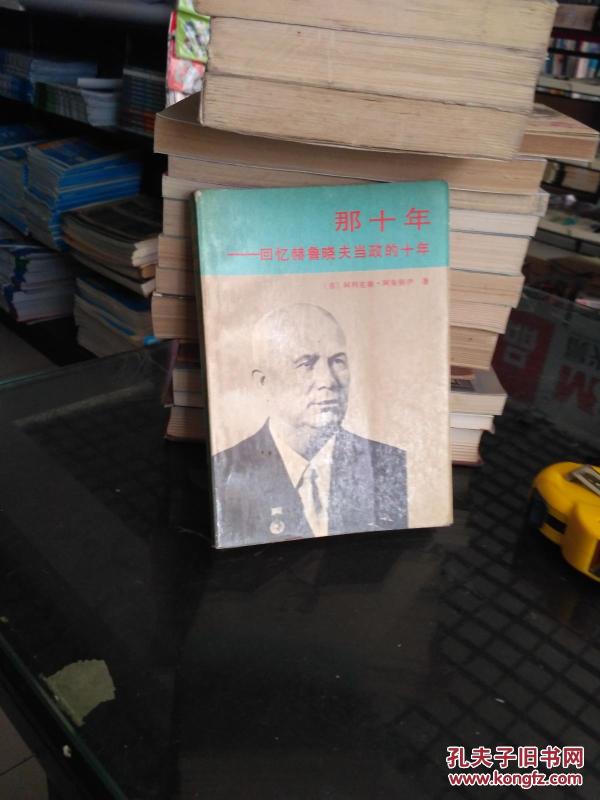 那十年
——回忆赫鲁晓夫当政的十年
〔苏〕阿列克谢·阿朱别伊 著
孔夫子旧书网
www.kongfz.com